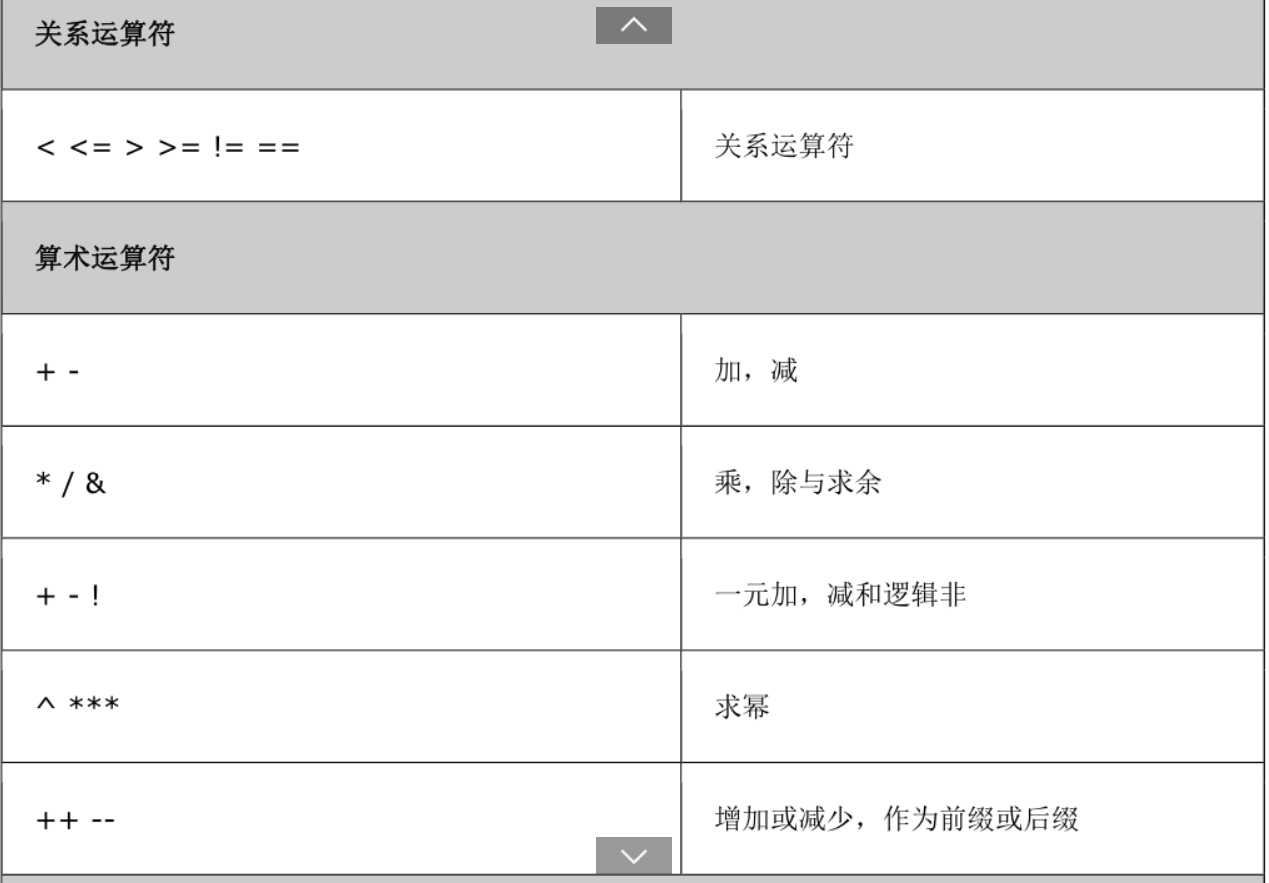 关系运算符
< <= > >= != == 关系运算符
算术运算符
+ - 加，减
* / & 乘，除与求余
+ - ! 一元加，减和逻辑非
^ *** 求幂
++ -- 增加或减少，作为前缀或后缀